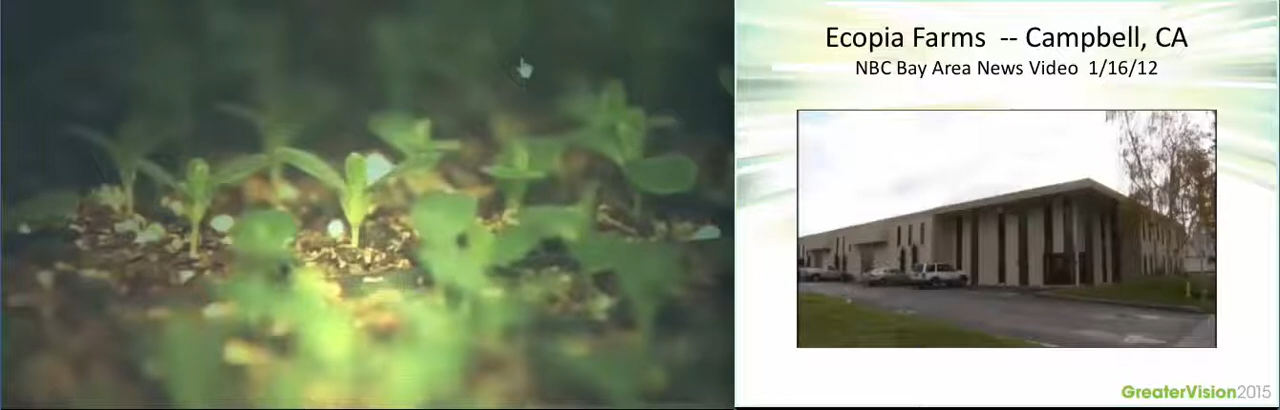 Ecopia Farms -- Campbell, CA
NBC Bay Area News Video 1/16/12
GreaterVision2015